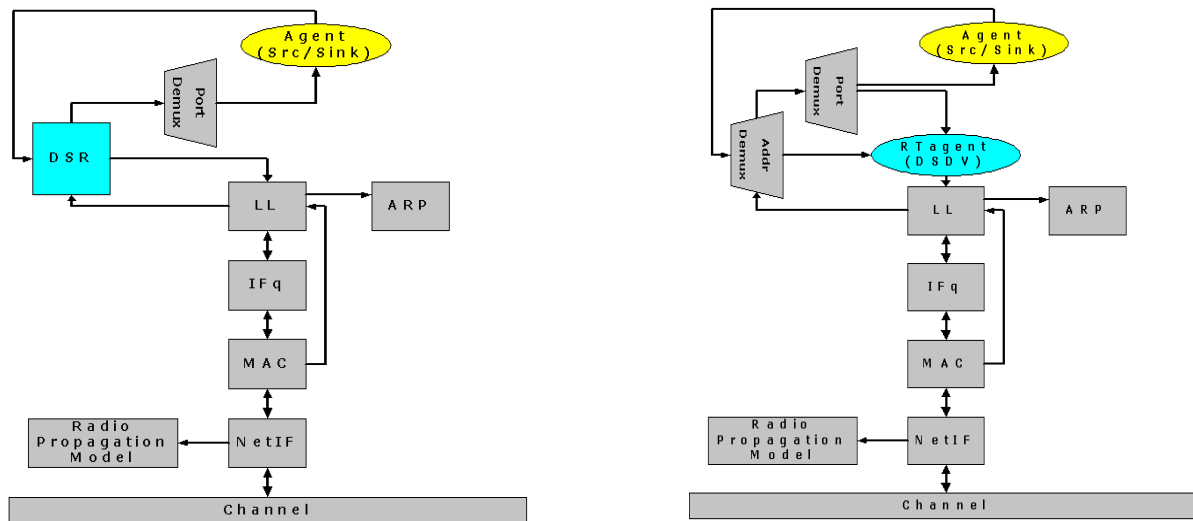 Agent
(Src/Sink)
Port
Demux
DSR
LL
ARP
IFq
MAC
Radio
Propagation
Model
NetIF
Channel
Agent
(Src/Sink)
Port
Demux
Addr
Demux
RTagent
(DSDV)
LL
ARP
IFq
MAC
Radio
Propagation
Model
NetIF
Channel